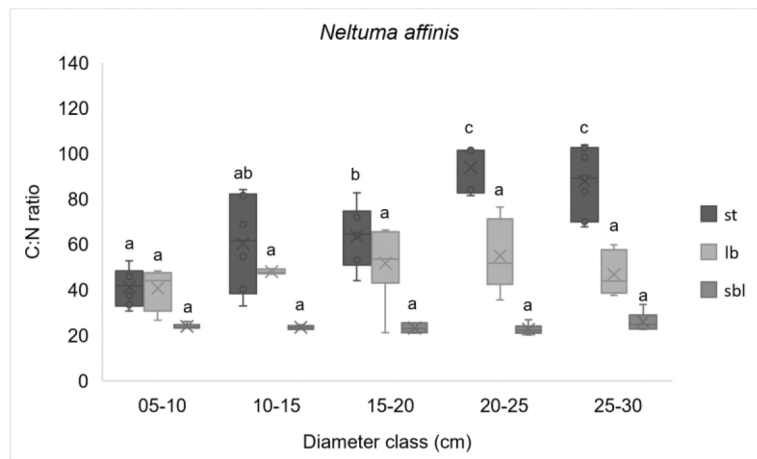 Neltuma affinis
140
120
100
80
60
40
20
0
C:N ratio
a
a
a
ab
a
a
b
a
a
c
a
a
c
a
a
st
lb
sbl
05-10
10-15
15-20
20-25
25-30
Diameter class (cm)